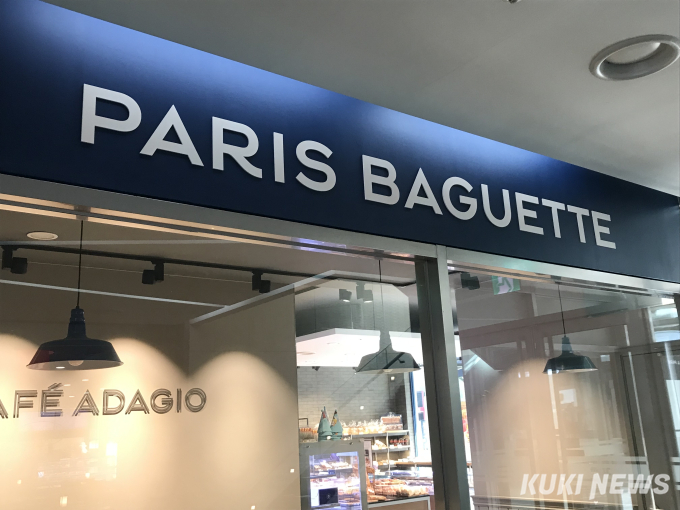 PARIS BAGUETTE
AFÉ ADAGIO
KUKI NEWS